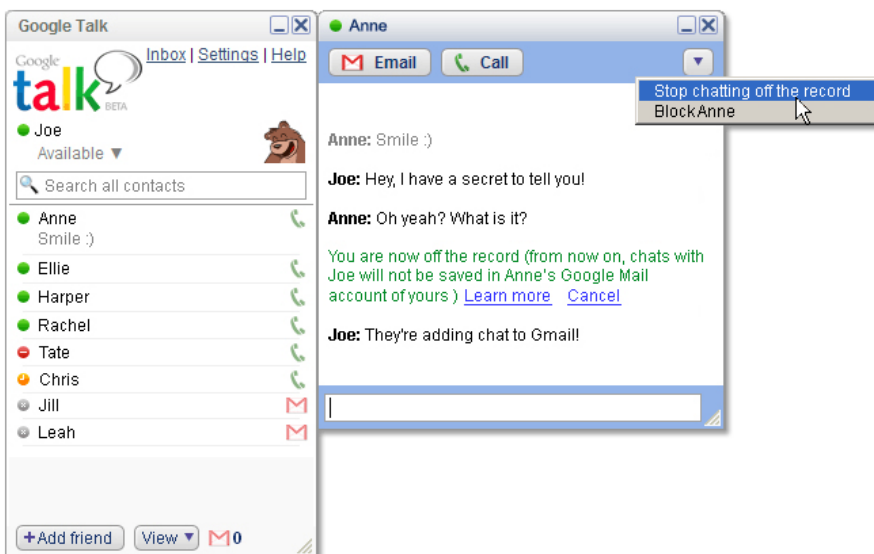 Google Talk
Inbox | Settings | Help
Google
talk
BETA
Joe
Available ▼
Search all contacts
Anne
Smile :)
Ellie
Harper
Rachel
Tate
Chris
Jill
Leah
+Add friend View ▼ 0
Anne
Email Call
Stop chatting off the record
BlockAnne
Anne: Smile :)
Joe: Hey, I have a secret to tell you!
Anne: Oh yeah? What is it?
You are now off the record (from now on, chats with
Joe will not be saved in Anne's Google Mail
account of yours ) Learn more Cancel
Joe: They're adding chat to Gmail!